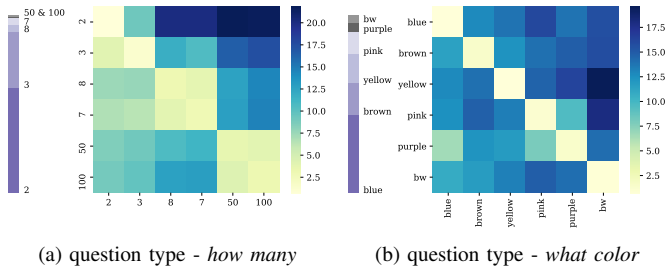 50 & 100
7
8
3
2
2
3
8
7
50
100
2 3 8 7 50 100
20.0
17.5
15.0
12.5
10.0
7.5
5.0
2.5
(a) question type - how many
bw
purple
pink
yellow
brown
blue
blue
brown
yellow
pink
purple
bw
blue brown yellow pink purple bw
17.5
15.0
12.5
10.0
7.5
5.0
2.5
(b) question type - what color